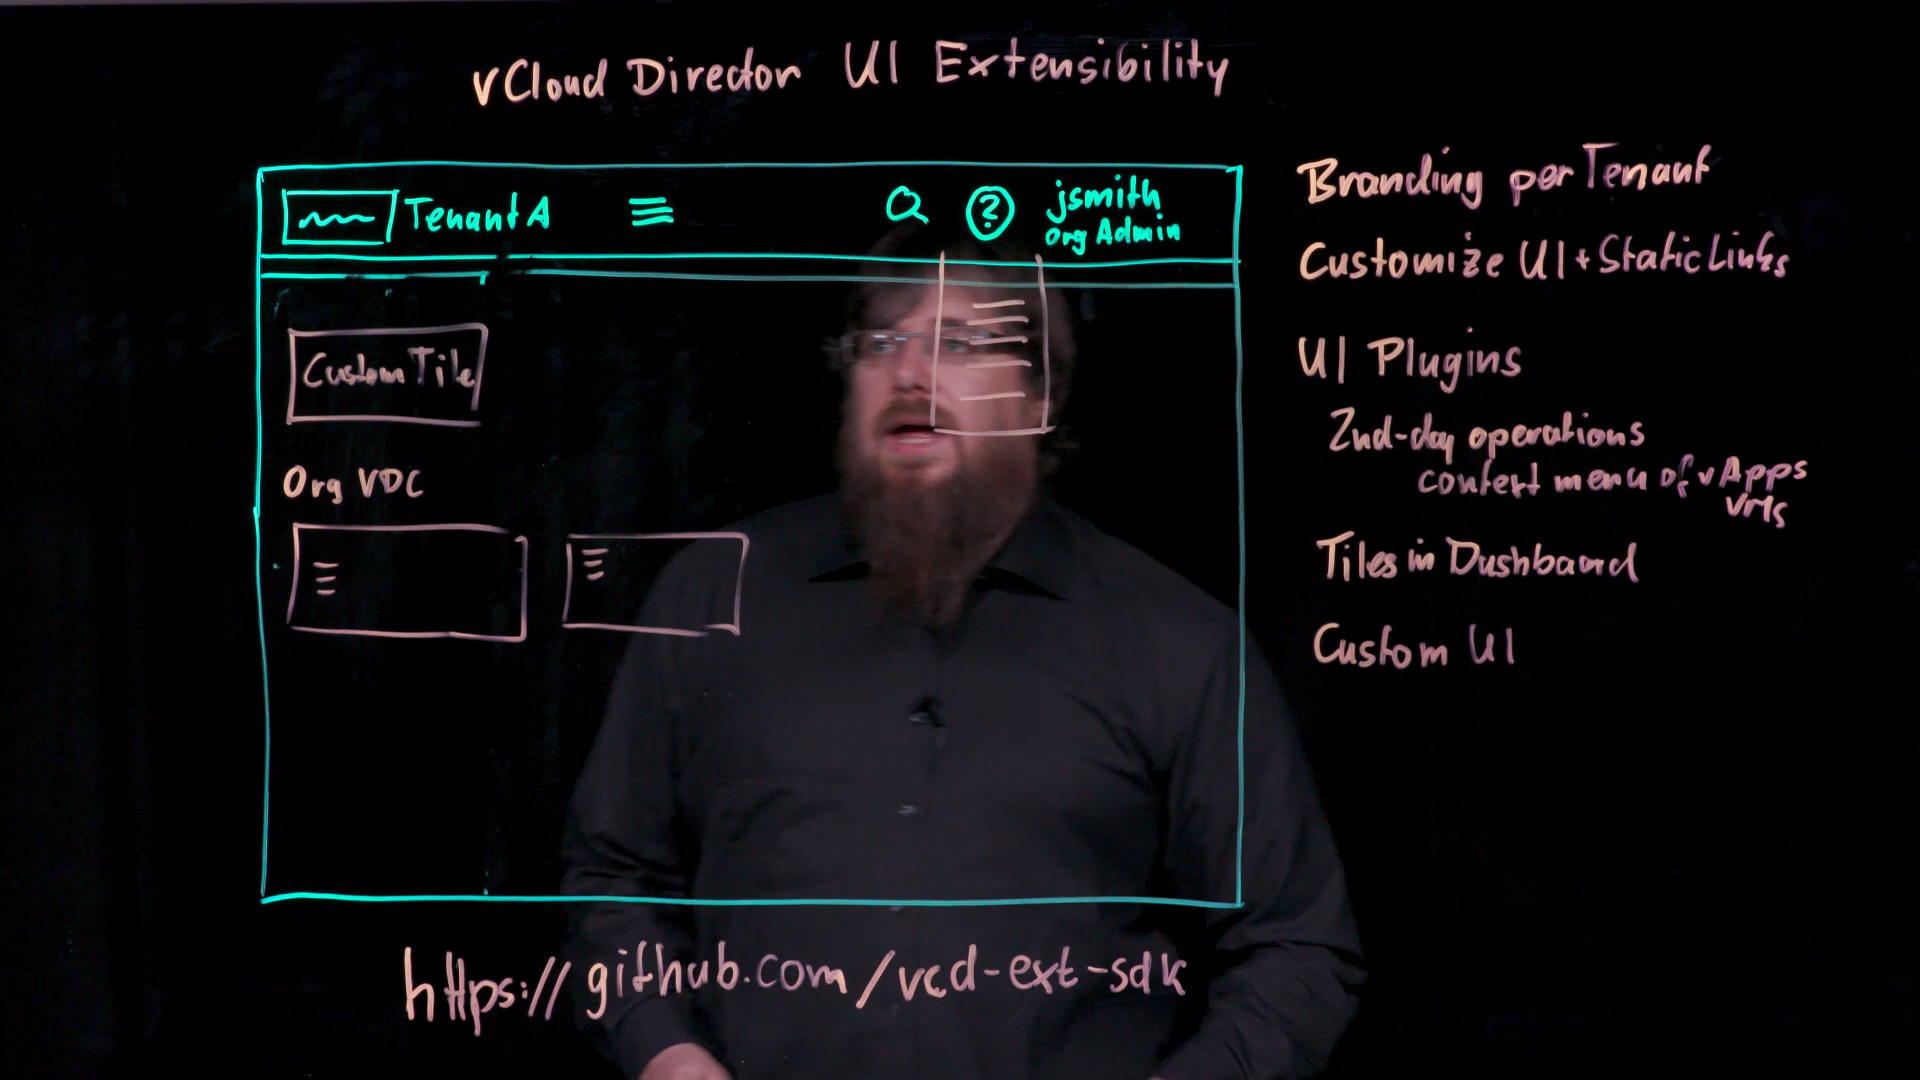 vCloud Director UI Extensibility
Tenant A
?
jsmith
Org Admin
Custom Tile
Org VDC
Branding per Tenant
Customize UI + Static Links
UI Plugins
2nd-day operations
context menu of vApps
VMs
Tiles in Dashboard
Custom UI
https://github.com/vcd-ext-sdk